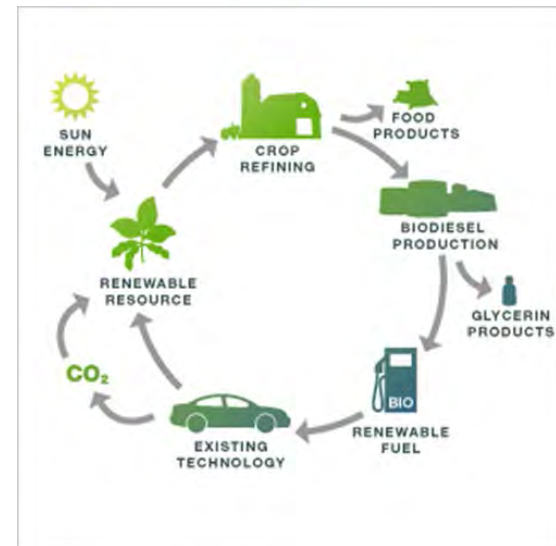 SUN
ENERGY
CROP
REFINING
FOOD
PRODUCTS
BIODIESEL
PRODUCTION
RENEWABLE
RESOURCE
GLYCERIN
PRODUCTS
CO₂
BIO
RENEWABLE
FUEL
EXISTING
TECHNOLOGY